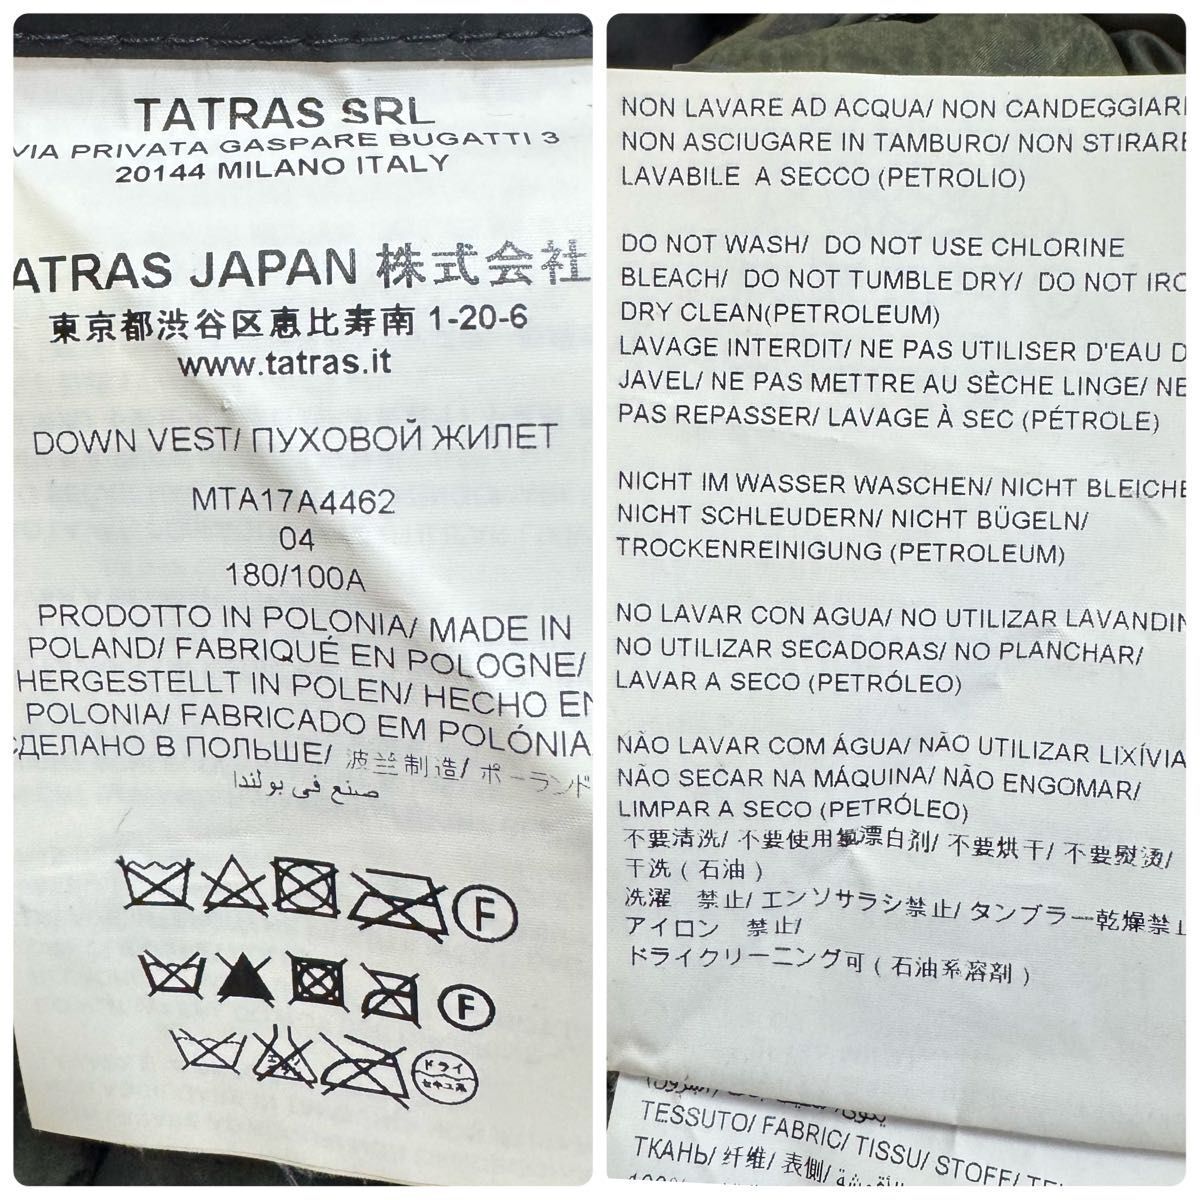 TATRAS SRL
VIA PRIVATA GASPARE BUGATTI 3
20144 MILANO ITALY
ATRAS JAPAN 株式会社
東京都渋谷区恵比寿南 1-20-6
www.tatras.it
DOWN VEST/ ПУХОВОЙ ЖИЛЕТ
MTA17A4462
04
180/100A
PRODOTTO IN POLONIA/ MADE IN
POLAND/ FABRIQUÉ EN POLOGNE/
HERGESTELLT IN POLEN/ HECHO EN
POLONIA/ FABRICADO EM POLÓNIA
СДЕЛАНО В ПОЛЬШЕ/ 波兰制造/ ポーランド
صنع في بولندا
F
F
エンソ
サラシ
ドライ
セキユ系
NON LAVARE AD ACQUA/ NON CANDEGGIARE
NON ASCIUGARE IN TAMBURO/ NON STIRARE
LAVABILE A SECCO (PETROLIO)
DO NOT WASH/ DO NOT USE CHLORINE
BLEACH/ DO NOT TUMBLE DRY/ DO NOT IRO
DRY CLEAN(PETROLEUM)
LAVAGE INTERDIT/ NE PAS UTILISER D'EAU D
JAVEL/ NE PAS METTRE AU SÈCHE LINGE/ NE
PAS REPASSER/ LAVAGE À SEC (PÉTROLE)
NICHT IM WASSER WASCHEN/ NICHT BLEICHE
NICHT SCHLEUDERN/ NICHT BÜGELN/
TROCKENREINIGUNG (PETROLEUM)
NO LAVAR CON AGUA/ NO UTILIZAR LAVANDIN
NO UTILIZAR SECADORAS/ NO PLANCHAR/
LAVAR A SECO (PETRÓLEO)
NÃO LAVAR COM ÁGUA/ NÃO UTILIZAR LIXÍVIA
NÃO SECAR NA MÁQUINA/ NÃO ENGOMAR/
LIMPAR A SECO (PETRÓLEO)
不要清洗/ 不要使用氯漂白剂/ 不要烘干/ 不要熨烫/
干洗 ( 石油 )
洗濯 禁止/ エンソサラシ禁止/ タンブラー乾燥禁止
アイロン 禁止/
ドライクリーニング可 ( 石油系溶剤 )
TESSUTO/ FABRIC/ TISSU/ STOFF/ TE
ТКАНЬ/ 纤维/ 表側/